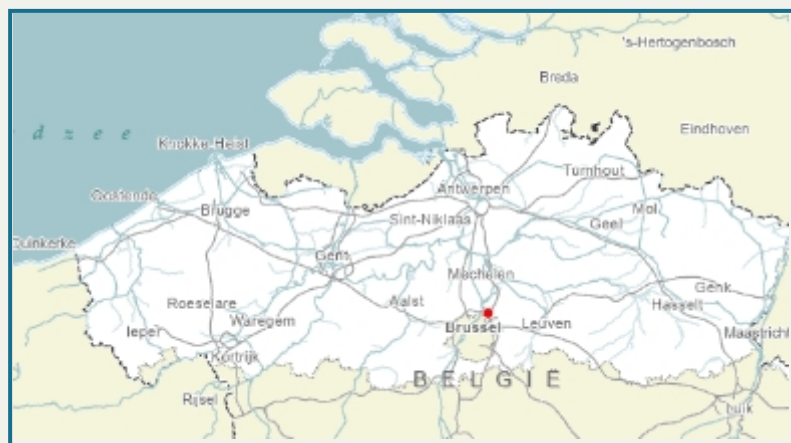 's-Hertogenbosch
Breda
d z e e
Eindhoven
Knokke-Heist
Turnhout
Antwerpen
Oostende
Mol
Brugge
Sint-Niklaas
Geel
Duinkerke
Gent
Mechelen
Genk
Roeselare
Aalst
Hasselt
Waregem
Brussel
Leuven
Ieper
Maastricht
Kortrijk
BELGIË
Rijsel
Luik